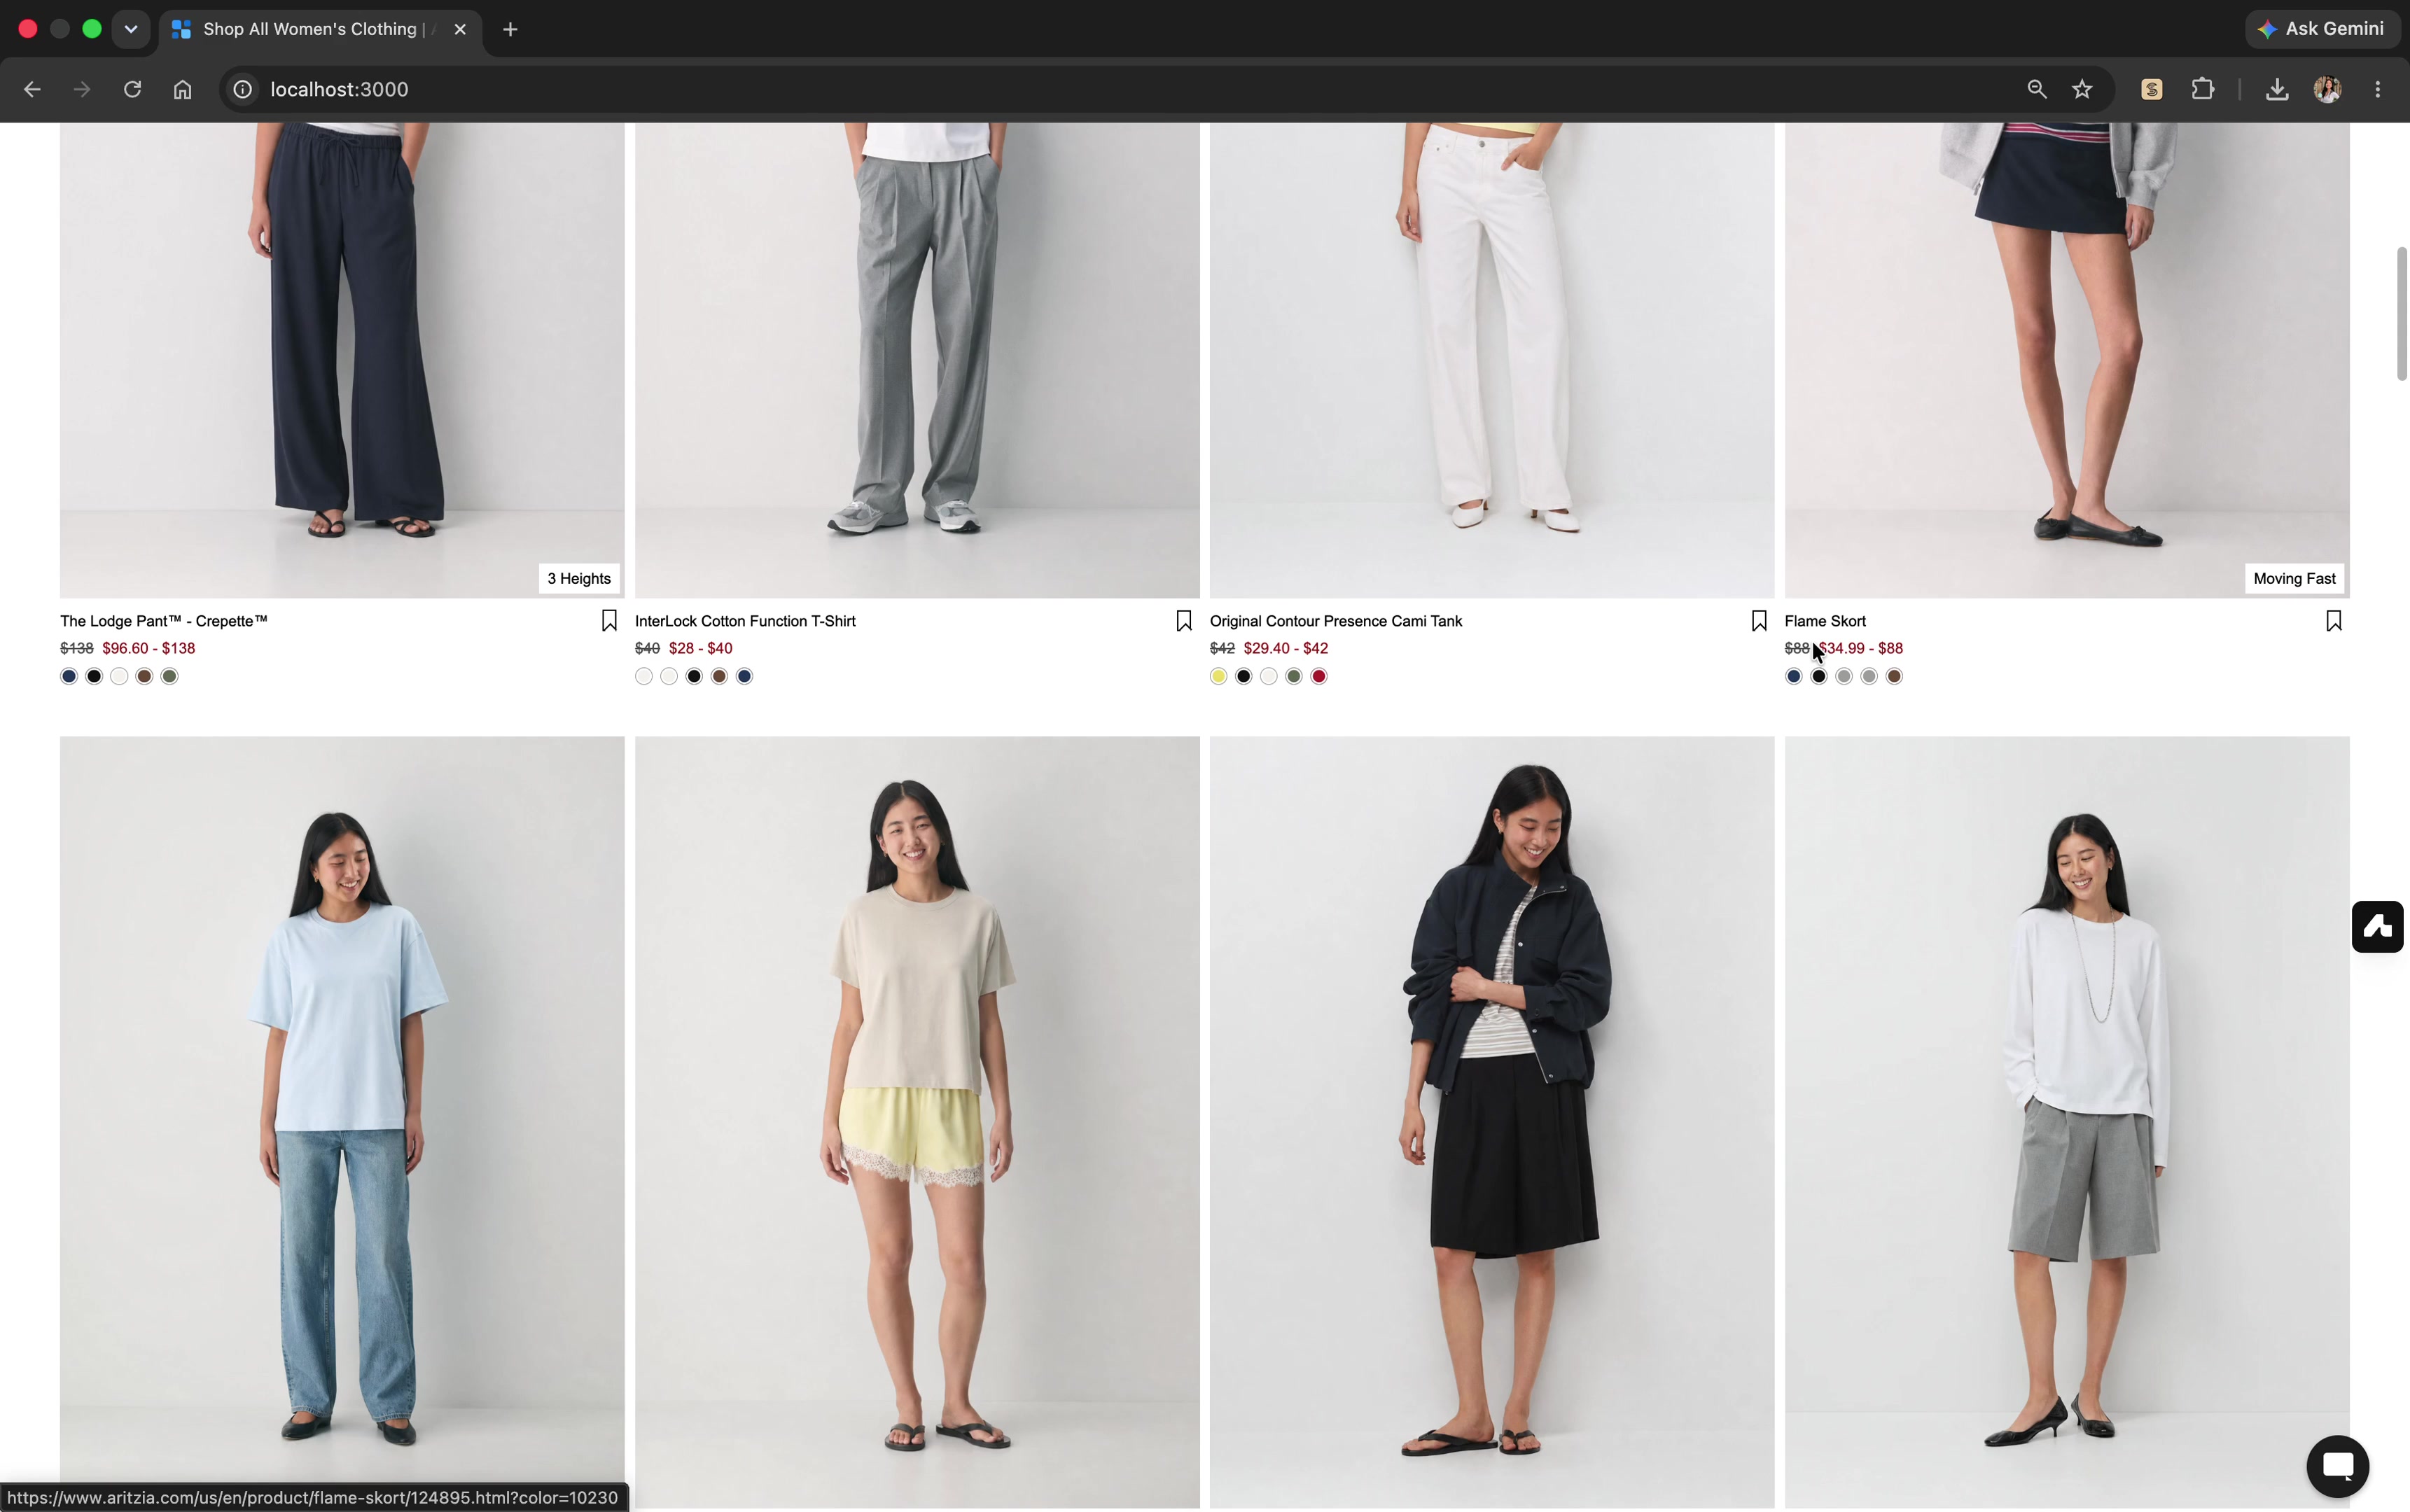 Shop All Women's Clothing |
Ask Gemini
localhost:3000
3 Heights
Moving Fast
The Lodge Pant™ - Crepette™
InterLock Cotton Function T-Shirt
Original Contour Presence Cami Tank
Flame Skort
$138 $96.60 - $138
$40 $28 - $40
$42 $29.40 - $42
$88 $34.99 - $88
https://www.aritzia.com/us/en/product/flame-skort/124895.html?color=10230